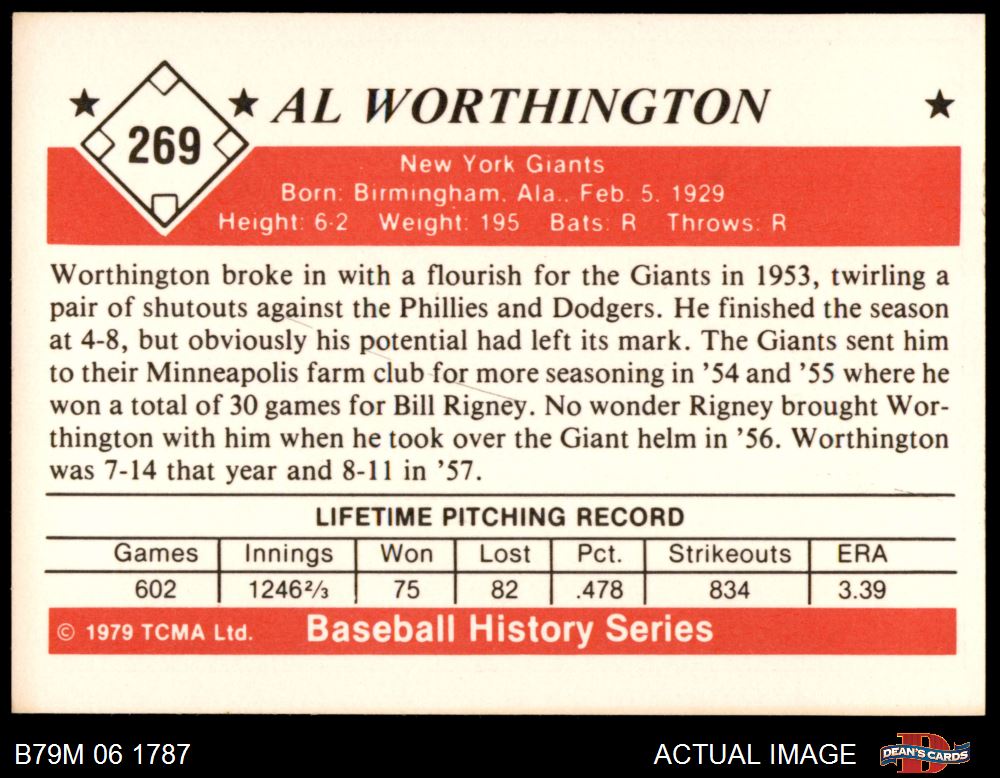 269
AL WORTHINGTON
New York Giants
Born: Birmingham, Ala., Feb. 5, 1929
Height: 6-2 Weight: 195 Bats: R Throws: R
Worthington broke in with a flourish for the Giants in 1953, twirling a
pair of shutouts against the Phillies and Dodgers. He finished the season
at 4-8, but obviously his potential had left its mark. The Giants sent him
to their Minneapolis farm club for more seasoning in ’54 and ’55 where he
won a total of 30 games for Bill Rigney. No wonder Rigney brought Wor-
thington with him when he took over the Giant helm in ’56. Worthington
was 7-14 that year and 8-11 in ’57.
LIFETIME PITCHING RECORD
Games Innings Won Lost Pct. Strikeouts ERA
602 1246⅔ 75 82 .478 834 3.39
© 1979 TCMA Ltd. Baseball History Series
B79M 06 1787 ACTUAL IMAGE DEAN'S CARDS